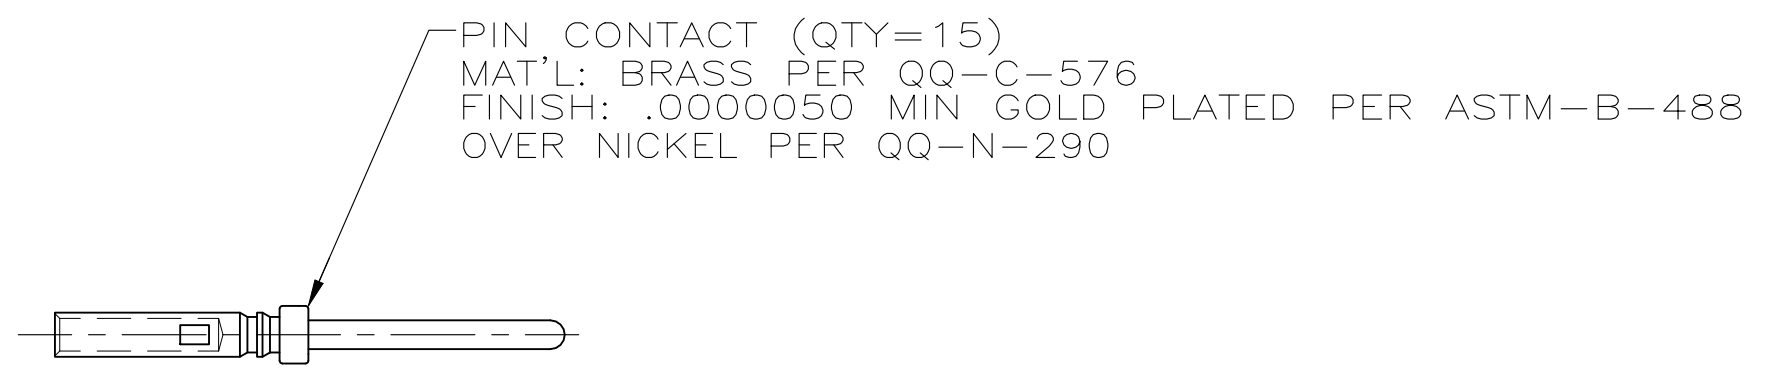 PIN CONTACT (QTY=15)
MAT'L: BRASS PER QQ-C-576
FINISH: .0000050 MIN GOLD PLATED PER ASTM-B-488
OVER NICKEL PER QQ-N-290